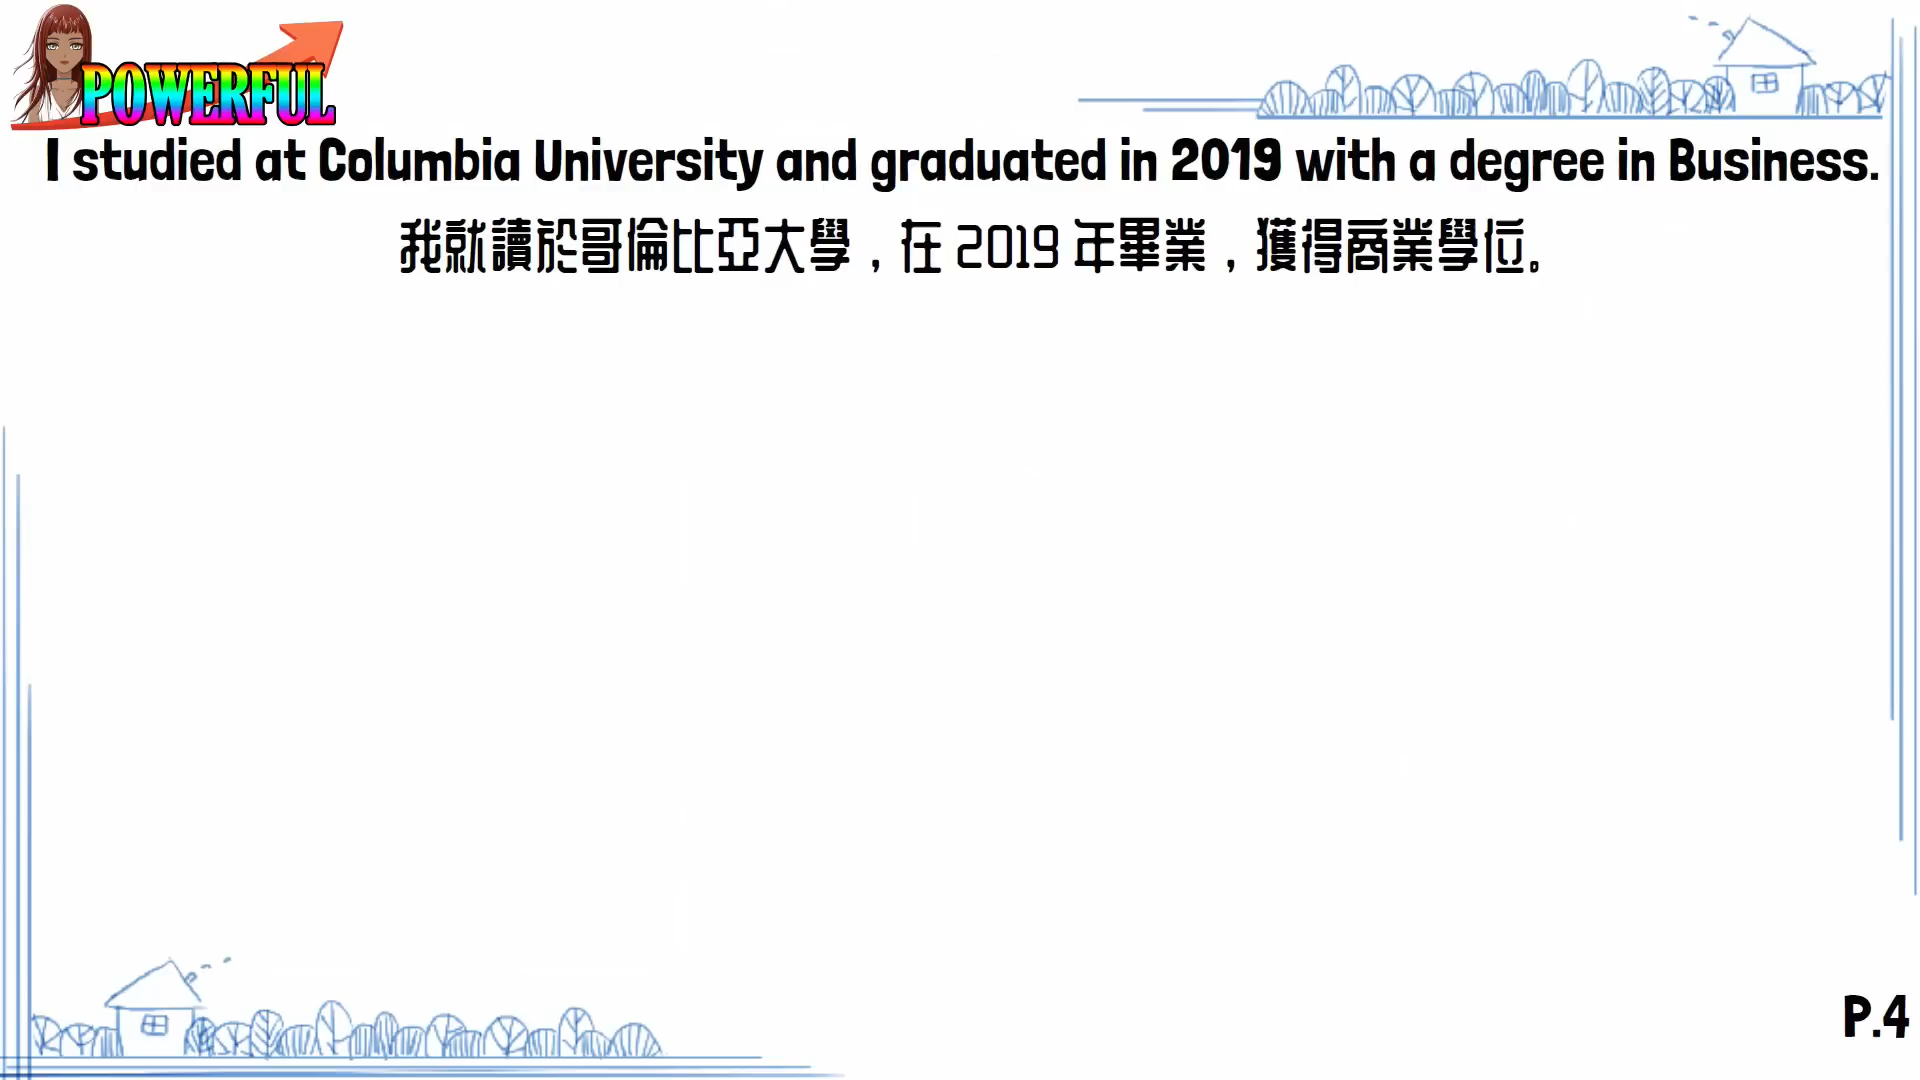 POWERFUL
I studied at Columbia University and graduated in 2019 with a degree in Business.
我就讀於哥倫比亞大學，在 2019 年畢業，獲得商業學位。
P.4